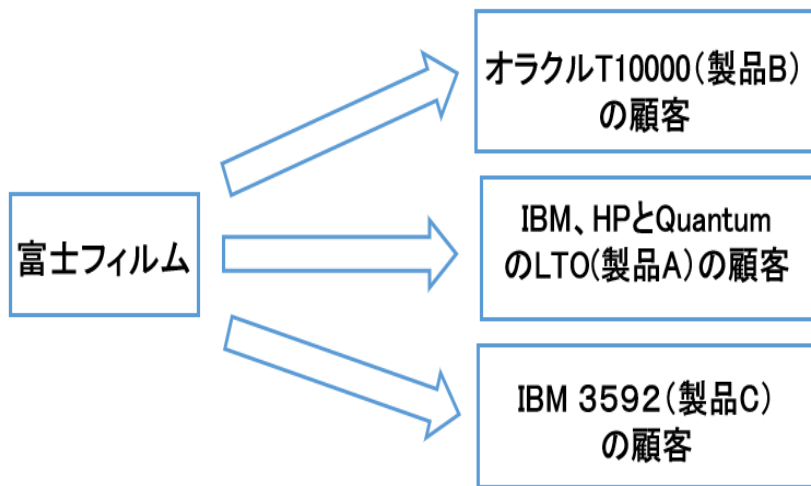 オラクルT10000（製品B）
の顧客
富士フィルム
IBM、HPとQuantum
のLTO(製品A)の顧客
IBM 3592（製品C）
の顧客